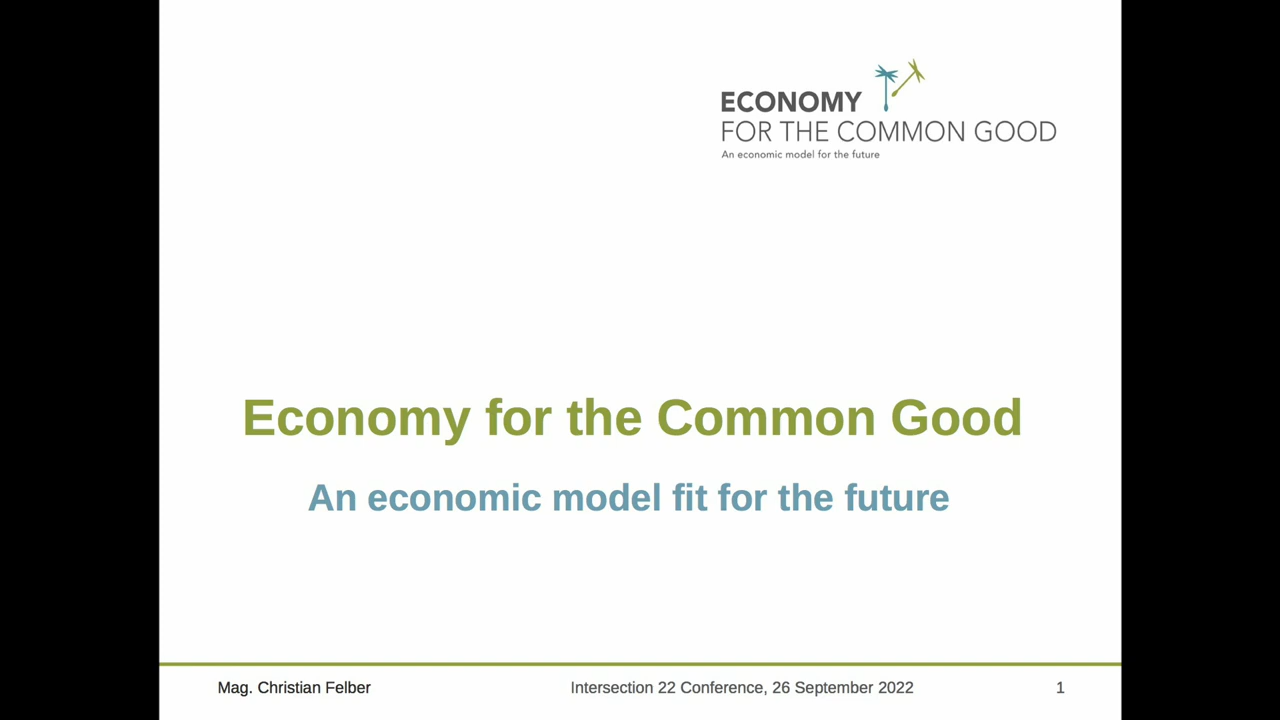 ECONOMY
FOR THE COMMON GOOD
An economic model for the future
Economy for the Common Good
An economic model fit for the future
Mag. Christian Felber
Intersection 22 Conference, 26 September 2022
1